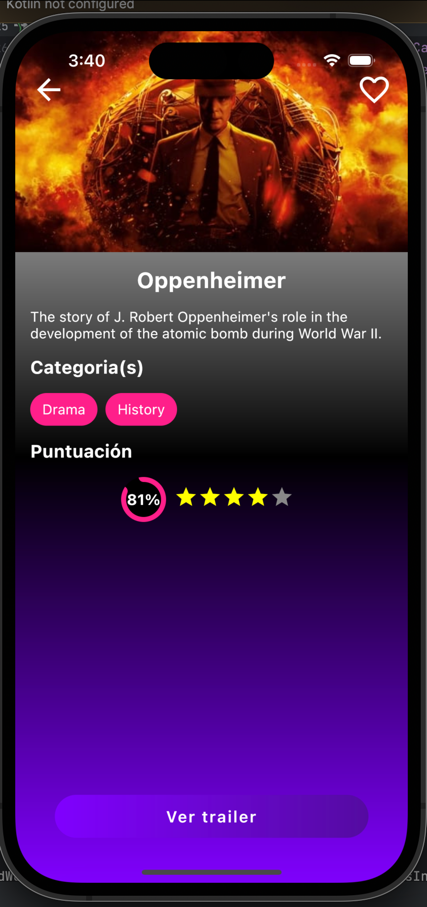 Kotlin not configured
3:40
Oppenheimer
The story of J. Robert Oppenheimer's role in the
development of the atomic bomb during World War II.
Categoria(s)
Drama History
Puntuación
81%
Ver trailer